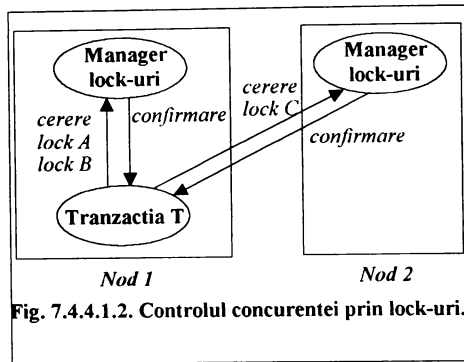 Manager
lock-uri
Manager
lock-uri
cerere
lock A
lock B
confirmare
cerere
lock C
confirmare
Tranzactia T
Nod 1
Nod 2
Fig. 7.4.4.1.2. Controlul concurentei prin lock-uri.